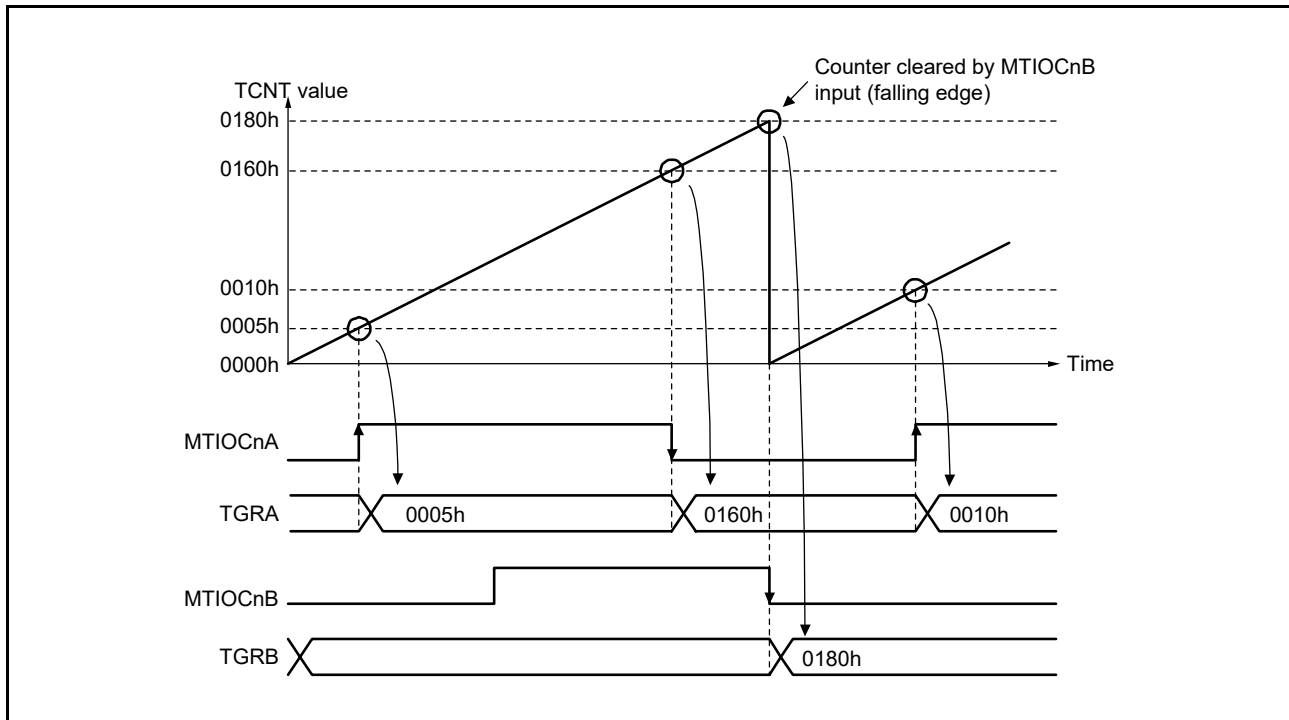 Counter cleared by MTIOCnB
input (falling edge)
TCNT value
0180h
0160h
0010h
0005h
0000h
Time
MTIOCnA
TGRA
0005h
0160h
0010h
MTIOCnB
TGRB
0180h